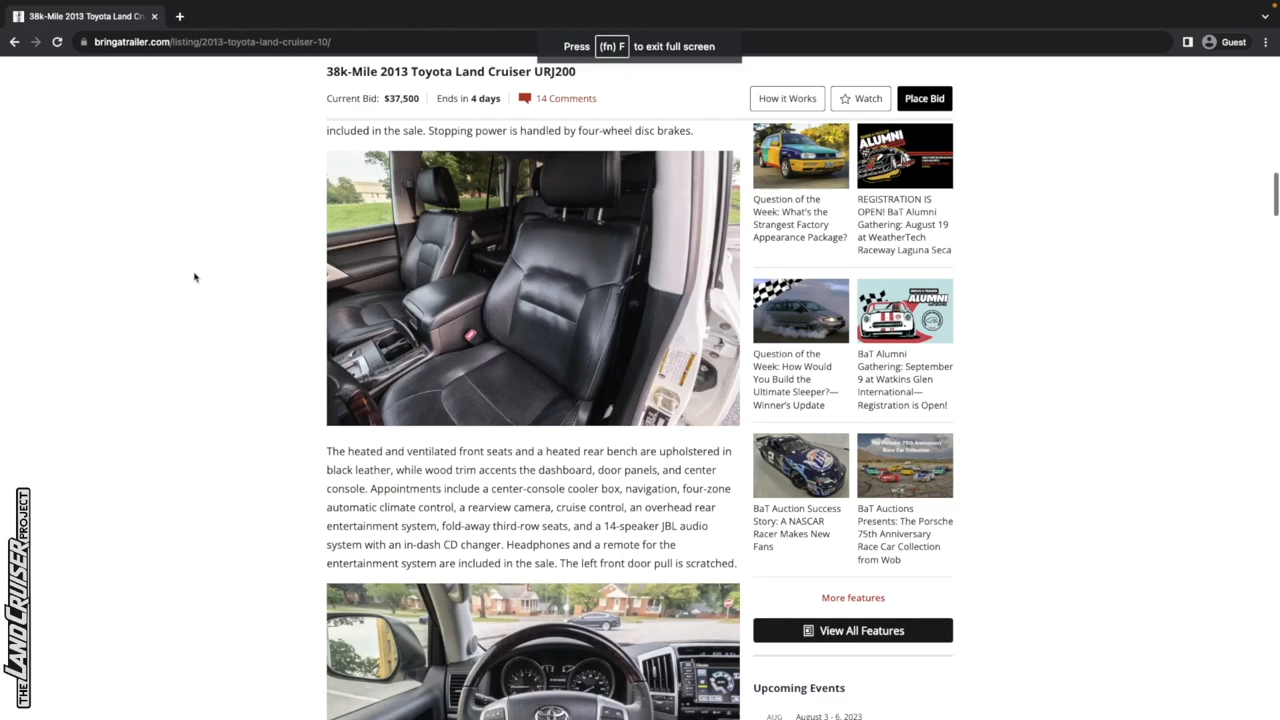 38k-Mile 2013 Toyota Land Cr
bringatrailer.com/listing/2013-toyota-land-cruiser-10/
Guest
Press (fn) F to exit full screen
38k-Mile 2013 Toyota Land Cruiser URJ200
Current Bid: $37,500
Ends in 4 days
14 Comments
How it Works
Watch
Place Bid
included in the sale. Stopping power is handled by four-wheel disc brakes.
The heated and ventilated front seats and a heated rear bench are upholstered in
black leather, while wood trim accents the dashboard, door panels, and center
console. Appointments include a center-console cooler box, navigation, four-zone
automatic climate control, a rearview camera, cruise control, an overhead rear
entertainment system, fold-away third-row seats, and a 14-speaker JBL audio
system with an in-dash CD changer. Headphones and a remote for the
entertainment system are included in the sale. The left front door pull is scratched.
Question of the
Week: What's the
Strangest Factory
Appearance Package?
ALUMNI
REGISTRATION IS
OPEN! BaT Alumni
Gathering: August 19
at WeatherTech
Raceway Laguna Seca
Question of the
Week: How Would
You Build the
Ultimate Sleeper?—
Winner's Update
ALUMNI
BaT Alumni
Gathering: September
9 at Watkins Glen
International—
Registration is Open!
BaT Auction Success
Story: A NASCAR
Racer Makes New
Fans
The Porsche 75th Anniversary
Race Car Collection
BaT Auctions
Presents: The Porsche
75th Anniversary
Race Car Collection
from Wob
More features
View All Features
Upcoming Events
AUG
August 3 - 6, 2023
THE LAND CRUISER PROJECT